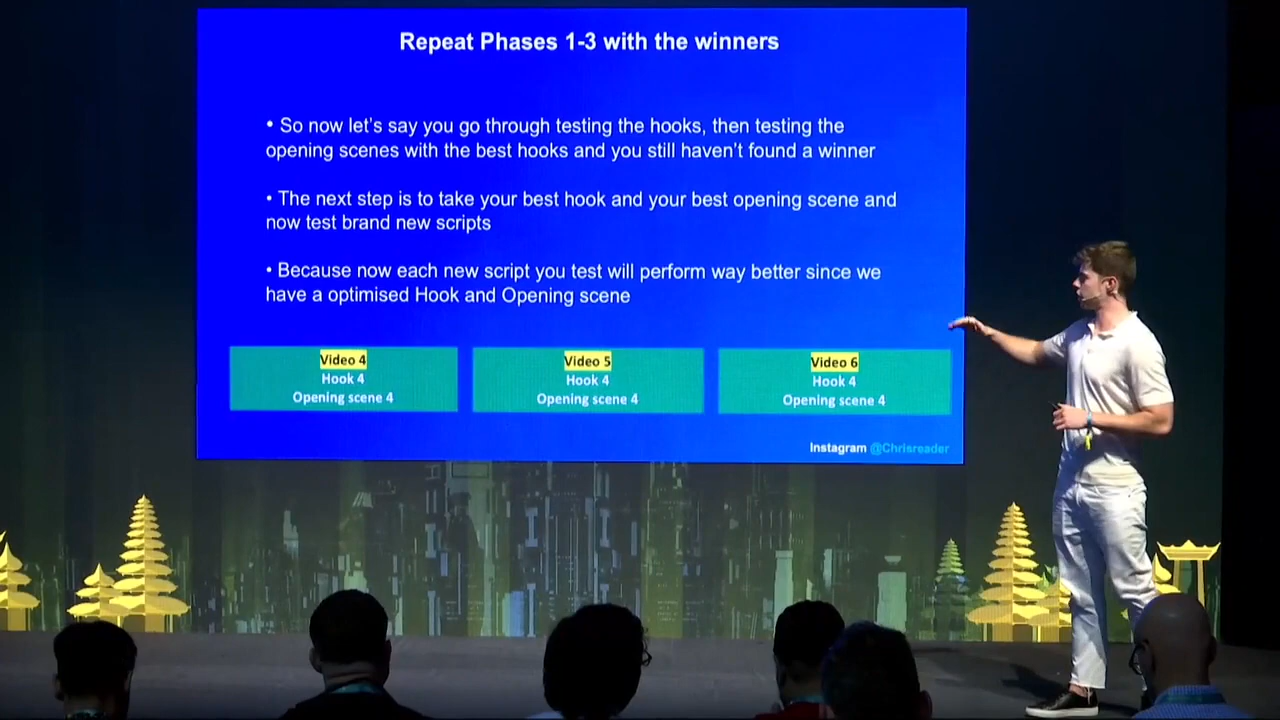 Repeat Phases 1-3 with the winners
• So now let's say you go through testing the hooks, then testing the
opening scenes with the best hooks and you still haven't found a winner
• The next step is to take your best hook and your best opening scene and
now test brand new scripts
• Because now each new script you test will perform way better since we
have a optimised Hook and Opening scene
Video 4
Hook 4
Opening scene 4
Video 5
Hook 4
Opening scene 4
Video 6
Hook 4
Opening scene 4
Instagram @Chrisreader